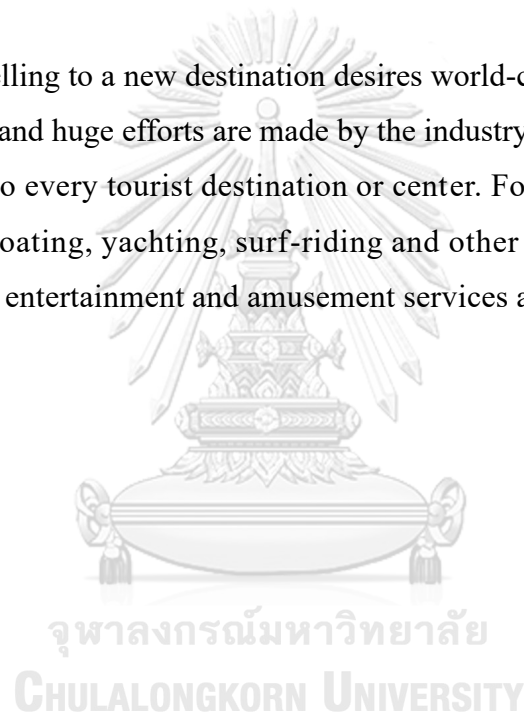 elling to a new destination desires world-c
and huge efforts are made by the industry
o every tourist destination or center. Fo
oating, yachting, surf-riding and other
entertainment and amusement services a
จุฬาลงกรณ์มหาวิทยาลัย
CHULALONGKORN UNIVERSITY